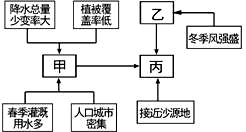 降水总量
少变率大
植被覆
盖率低
乙
冬季风强盛
甲
丙
春季灌溉
用水多
人口城市
密集
接近沙源地